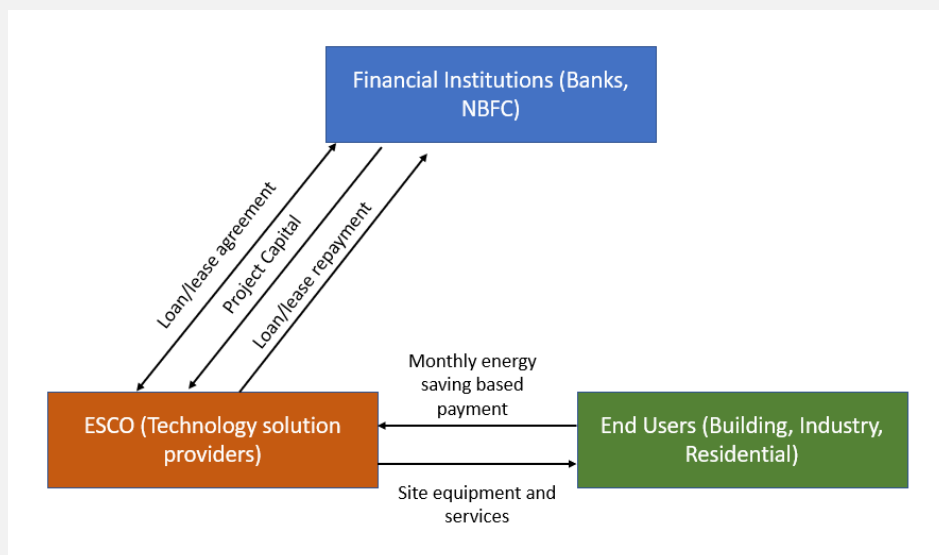 Financial Institutions (Banks,
NBFC)
Loan/lease agreement
Project Capital
Loan/lease repayment
Monthly energy
saving based
payment
ESCO (Technology solution
providers)
End Users (Building, Industry,
Residential)
Site equipment and
services